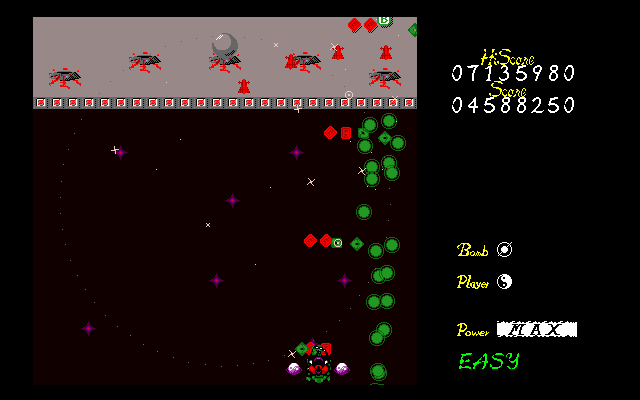 B
HiScore
07135980
Score
04588250
Bomb
Player
Power MAX
EASY